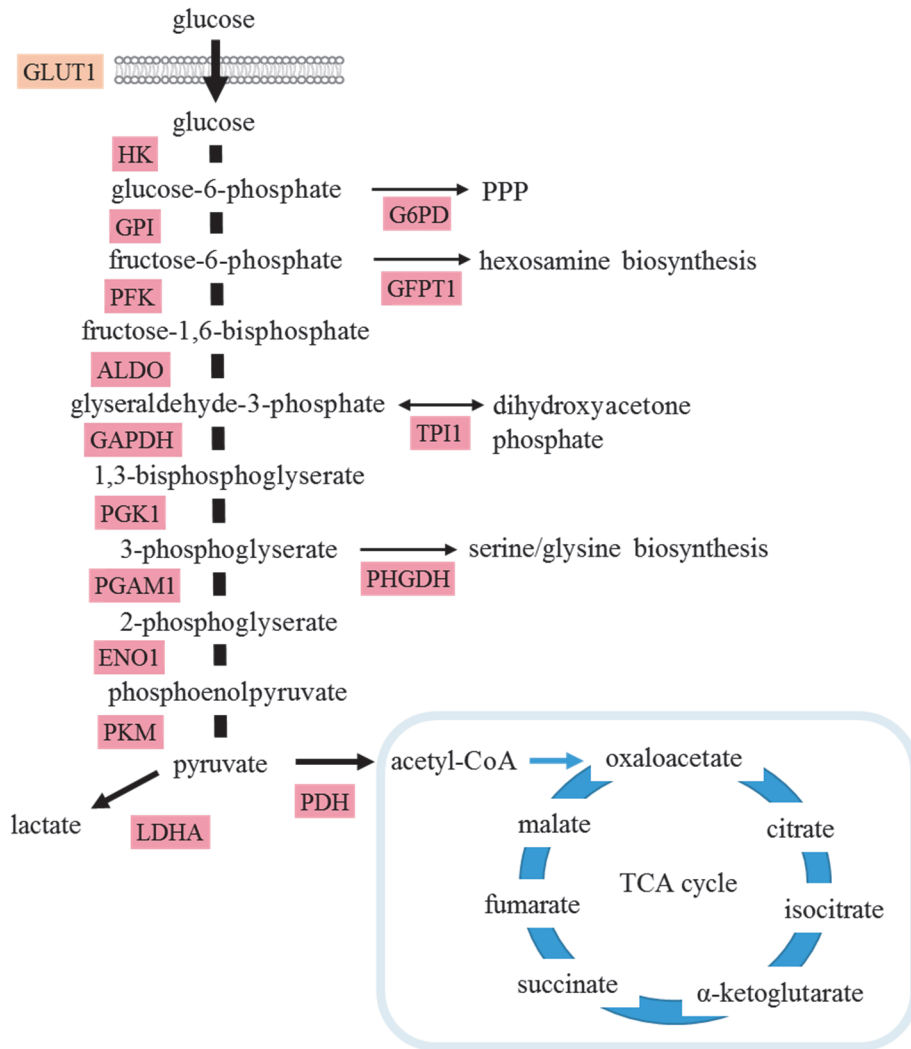 glucose
GLUT1
glucose
HK
glucose-6-phosphate
PPP
G6PD
GPI
fructose-6-phosphate
hexosamine biosynthesis
GFPT1
PFK
fructose-1,6-bisphosphate
ALDO
glyseraldehyde-3-phosphate
dihydroxyacetone
phosphate
TPI1
GAPDH
1,3-bisphosphoglyserate
PGK1
3-phosphoglyserate
serine/glysine biosynthesis
PHGDH
PGAM1
2-phosphoglyserate
ENO1
phosphoenolpyruvate
PKM
pyruvate
acetyl-CoA
oxaloacetate
PDH
lactate
LDHA
malate
citrate
TCA cycle
fumarate
isocitrate
succinate
α-ketoglutarate